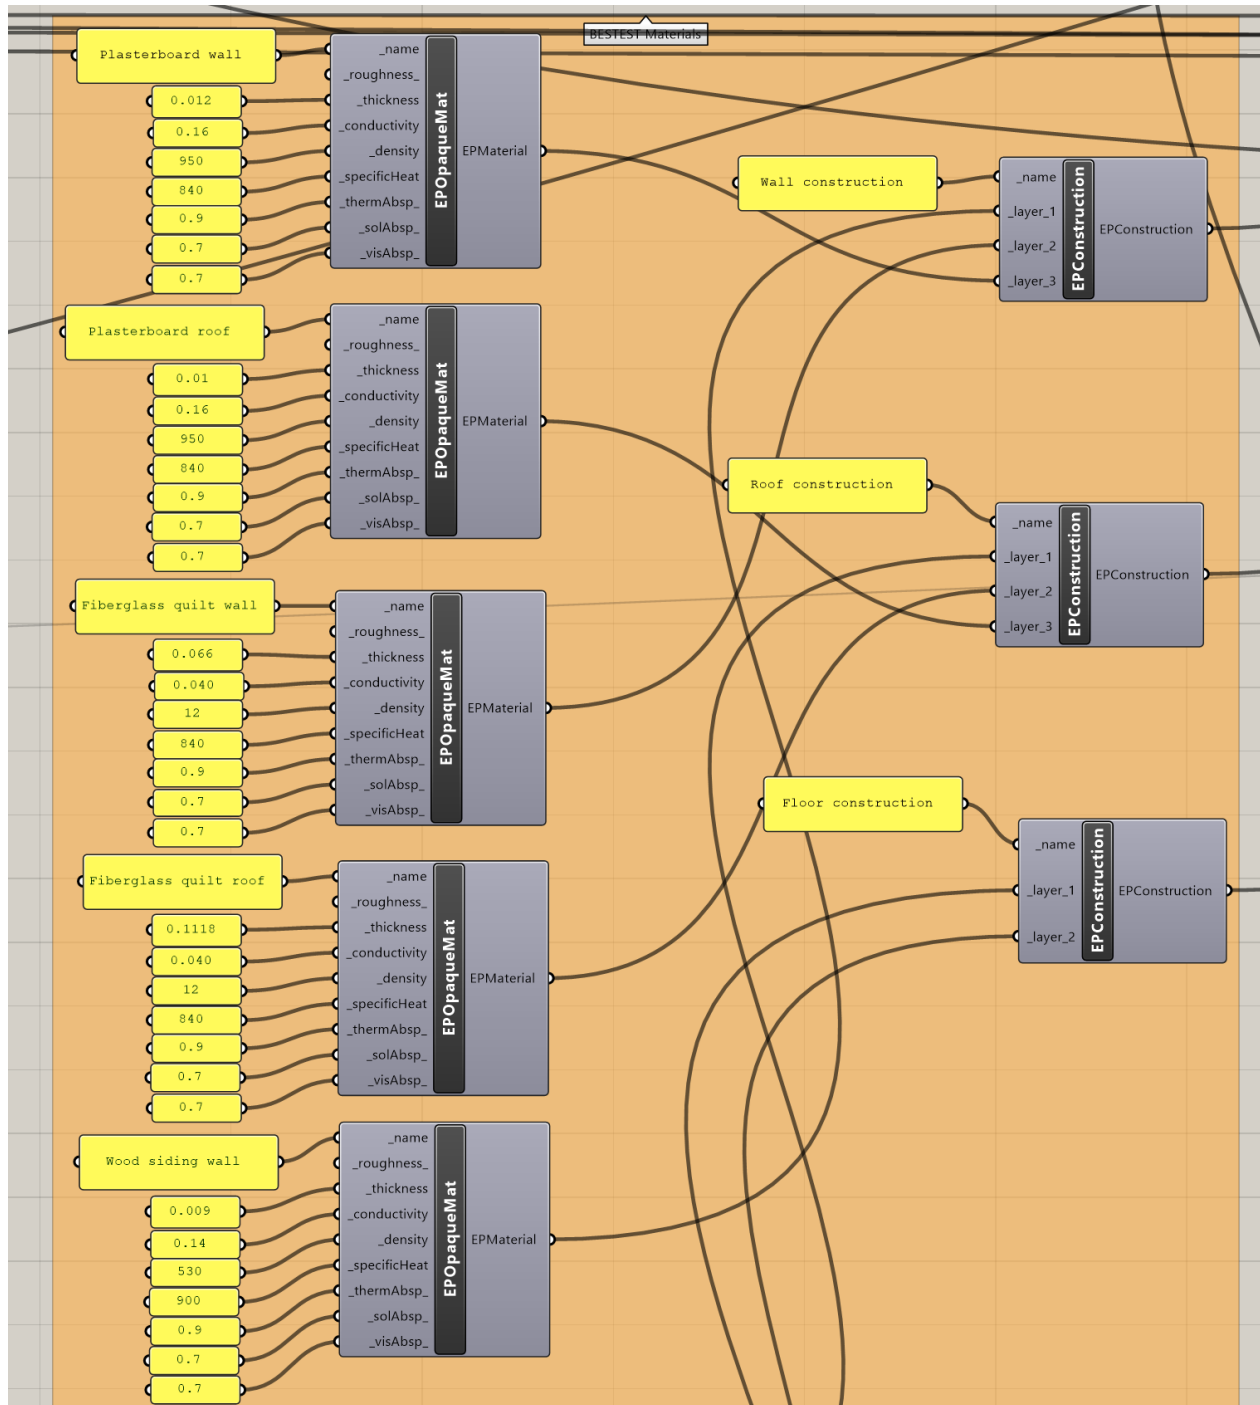 BESTEST Materials
Plasterboard wall
0.012
0.16
950
840
0.9
0.7
0.7
_name
_roughness_
_thickness
_conductivity
_density
_specificHeat
_thermAbsp_
_solAbsp_
_visAbsp_
EPOpaqueMat
EPMaterial
Plasterboard roof
0.01
0.16
950
840
0.9
0.7
0.7
_name
_roughness_
_thickness
_conductivity
_density
_specificHeat
_thermAbsp_
_solAbsp_
_visAbsp_
EPOpaqueMat
EPMaterial
Fiberglass quilt wall
0.066
0.040
12
840
0.9
0.7
0.7
_name
_roughness_
_thickness
_conductivity
_density
_specificHeat
_thermAbsp_
_solAbsp_
_visAbsp_
EPOpaqueMat
EPMaterial
Fiberglass quilt roof
0.1118
0.040
12
840
0.9
0.7
0.7
_name
_roughness_
_thickness
_conductivity
_density
_specificHeat
_thermAbsp_
_solAbsp_
_visAbsp_
EPOpaqueMat
EPMaterial
Wood siding wall
0.009
0.14
530
900
0.9
0.7
0.7
_name
_roughness_
_thickness
_conductivity
_density
_specificHeat
_thermAbsp_
_solAbsp_
_visAbsp_
EPOpaqueMat
EPMaterial
Wall construction
_name
_layer_1
_layer_2
_layer_3
EPConstruction
EPConstruction
Roof construction
_name
_layer_1
_layer_2
_layer_3
EPConstruction
EPConstruction
Floor construction
_name
_layer_1
_layer_2
EPConstruction
EPConstruction